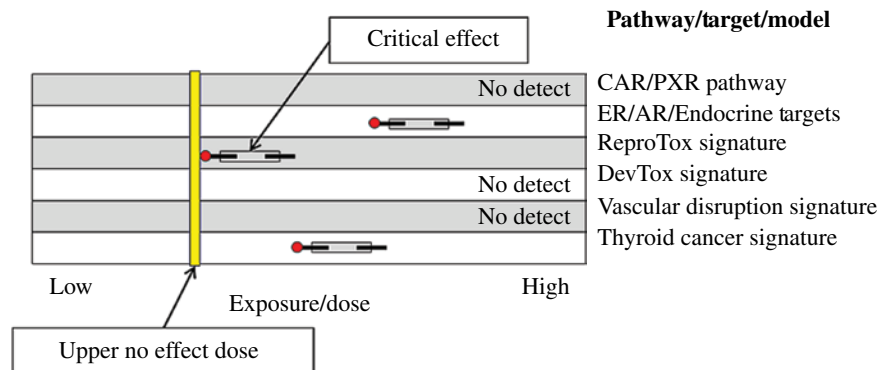 Pathway/target/model
Critical effect
No detect CAR/PXR pathway
ER/AR/Endocrine targets
ReproTox signature
No detect DevTox signature
No detect Vascular disruption signature
Thyroid cancer signature
Low High
Exposure/dose
Upper no effect dose